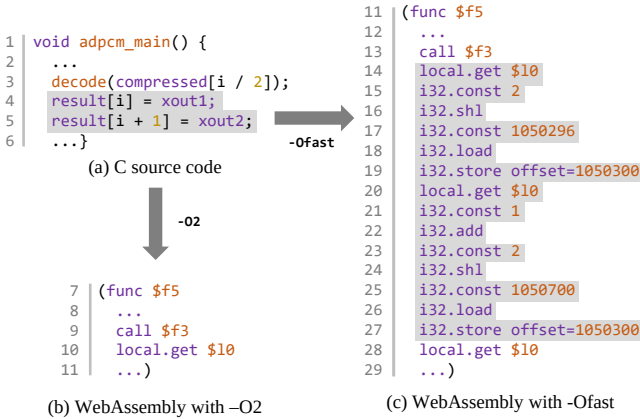 1 void adpcm_main() {
2 ...
3 decode(compressed[i / 2]);
4 result[i] = xout1;
5 result[i + 1] = xout2;
6 ...}
(a) C source code
-Ofast
-O2
7 (func $f5
8 ...
9 call $f3
10 local.get $l0
11 ...)
(b) WebAssembly with –O2
11 (func $f5
12 ...
13 call $f3
14 local.get $l0
15 i32.const 2
16 i32.shl
17 i32.const 1050296
18 i32.load
19 i32.store offset=1050300
20 local.get $l0
21 i32.const 1
22 i32.add
23 i32.const 2
24 i32.shl
25 i32.const 1050700
26 i32.load
27 i32.store offset=1050300
28 local.get $l0
29 ...)
(c) WebAssembly with -Ofast